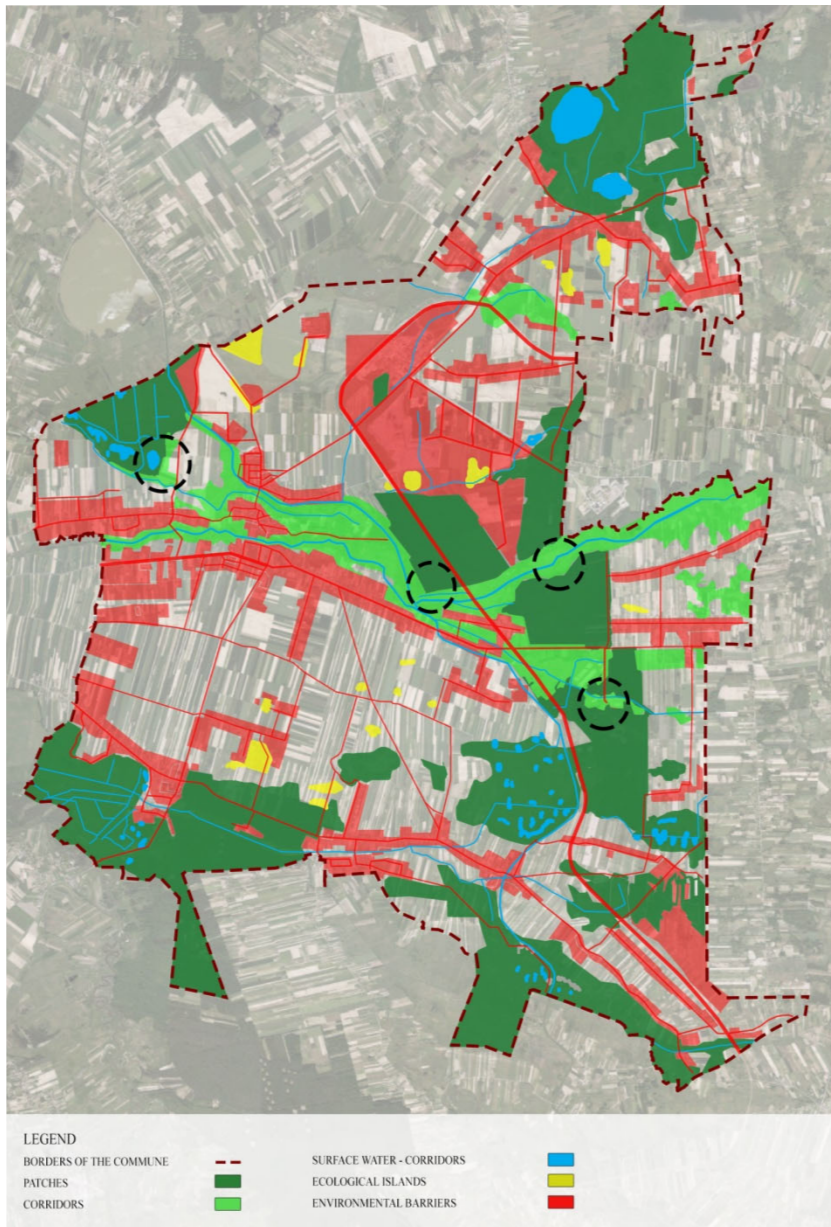 LEGEND
BORDERS OF THE COMMUNE
PATCHES
CORRIDORS
SURFACE WATER - CORRIDORS
ECOLOGICAL ISLANDS
ENVIRONMENTAL BARRIERS